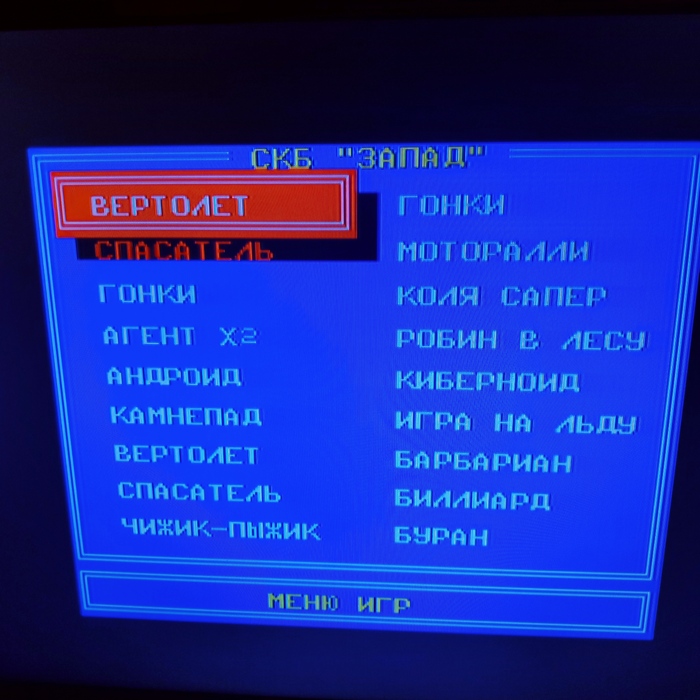 СКБ "ЗАПАД"
ВЕРТОЛЕТ
СПАСАТЕЛЬ
ГОНКИ
АГЕНТ X2
АНДРОИД
КАМНЕПАД
ВЕРТОЛЕТ
СПАСАТЕЛЬ
ЧИЖИК-ПЫЖИК
ГОНКИ
МОТОРАЛЛИ
КОЛЯ САПЕР
РОБИН В ЛЕСУ
КИБЕРНОИД
ИГРА НА ЛЬДУ
БАРБАРИАН
БИЛЛИАРД
БУРАН
МЕНЮ ИГР